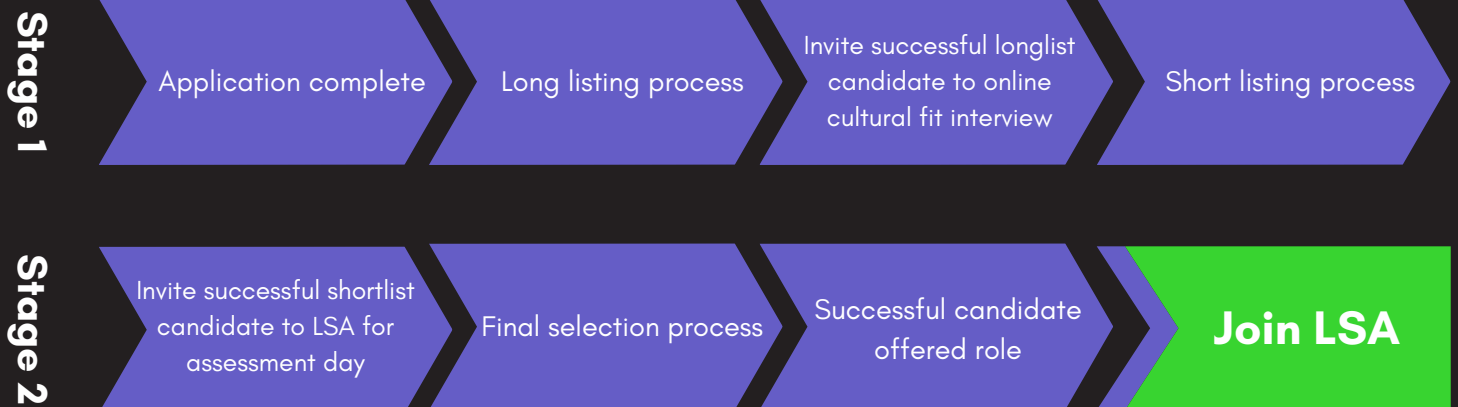 Stage 1
Application complete
Long listing process
Invite successful longlist
candidate to online
cultural fit interview
Short listing process
Stage 2
Invite successful shortlist
candidate to LSA for
assessment day
Final selection process
Successful candidate
offered role
Join LSA